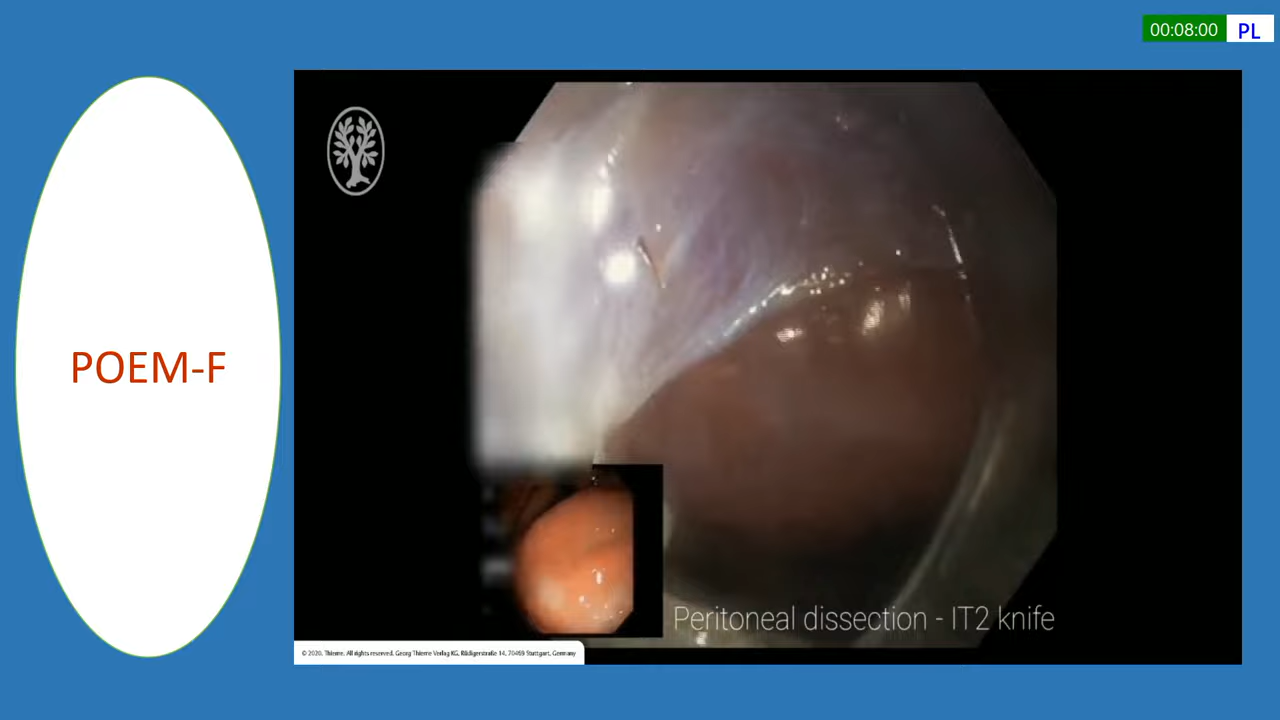 00:08:00 PL
POEM-F
Peritoneal dissection - IT2 knife
© 2020. Thieme. All rights reserved. Georg Thieme Verlag KG, Rüdigerstraße 14, 70469 Stuttgart, Germany